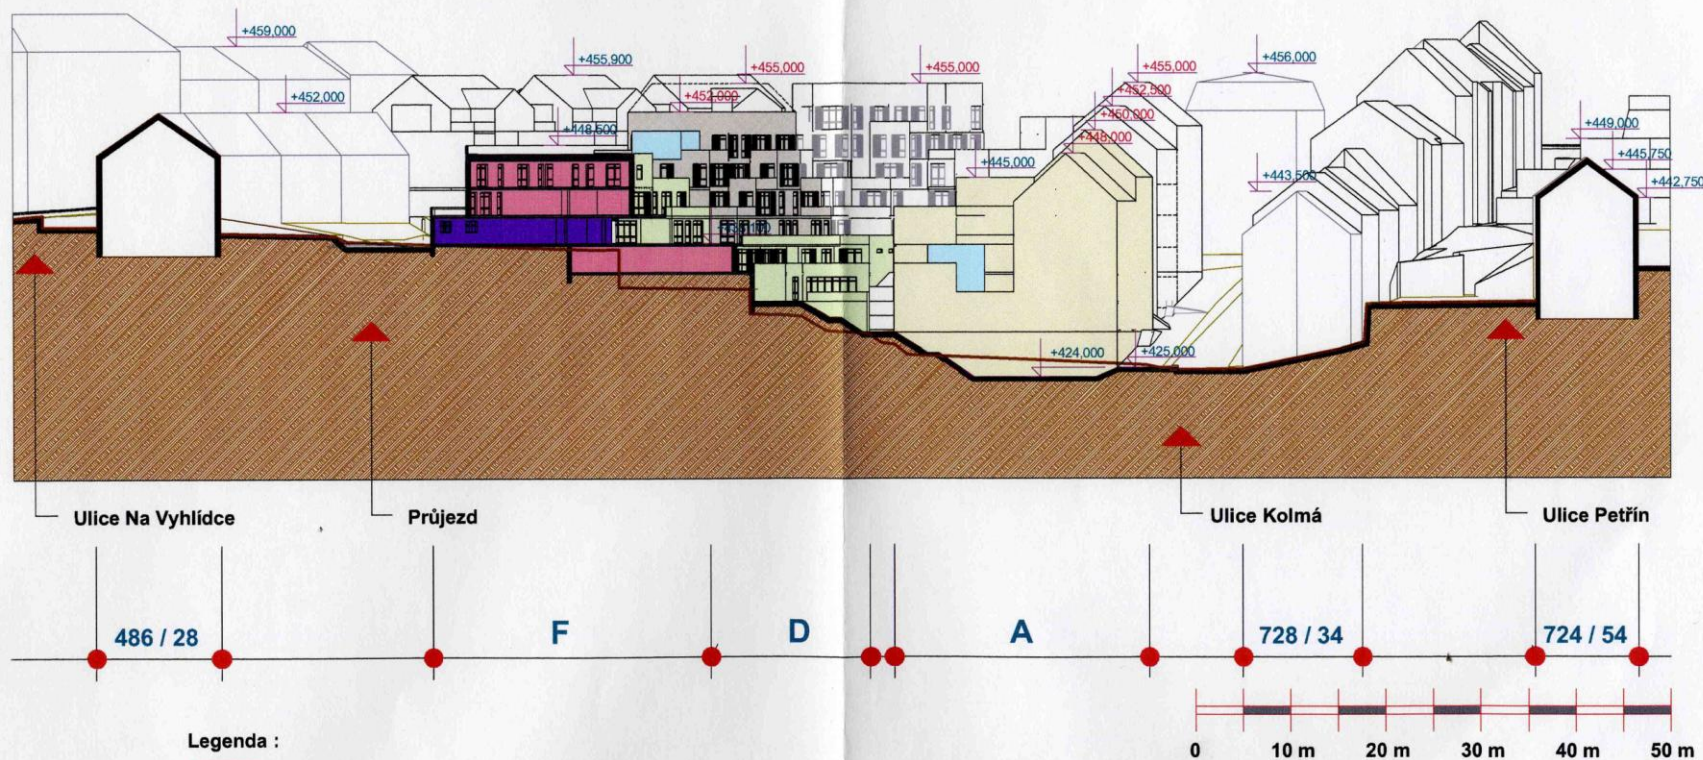 +459,000
+455,900
+455,000
+455,000
+455,000
+456,000
+452,000
+452,000
+452,500
+450,000
+448,500
+448,000
+449,000
+445,000
+445,750
+443,500
+442,750
+424,000
+425,000
Ulice Na Vyhlídce
Průjezd
Ulice Kolmá
Ulice Petřín
486 / 28
F
D
A
728 / 34
724 / 54
Legenda :
0 10 m 20 m 30 m 40 m 50 m